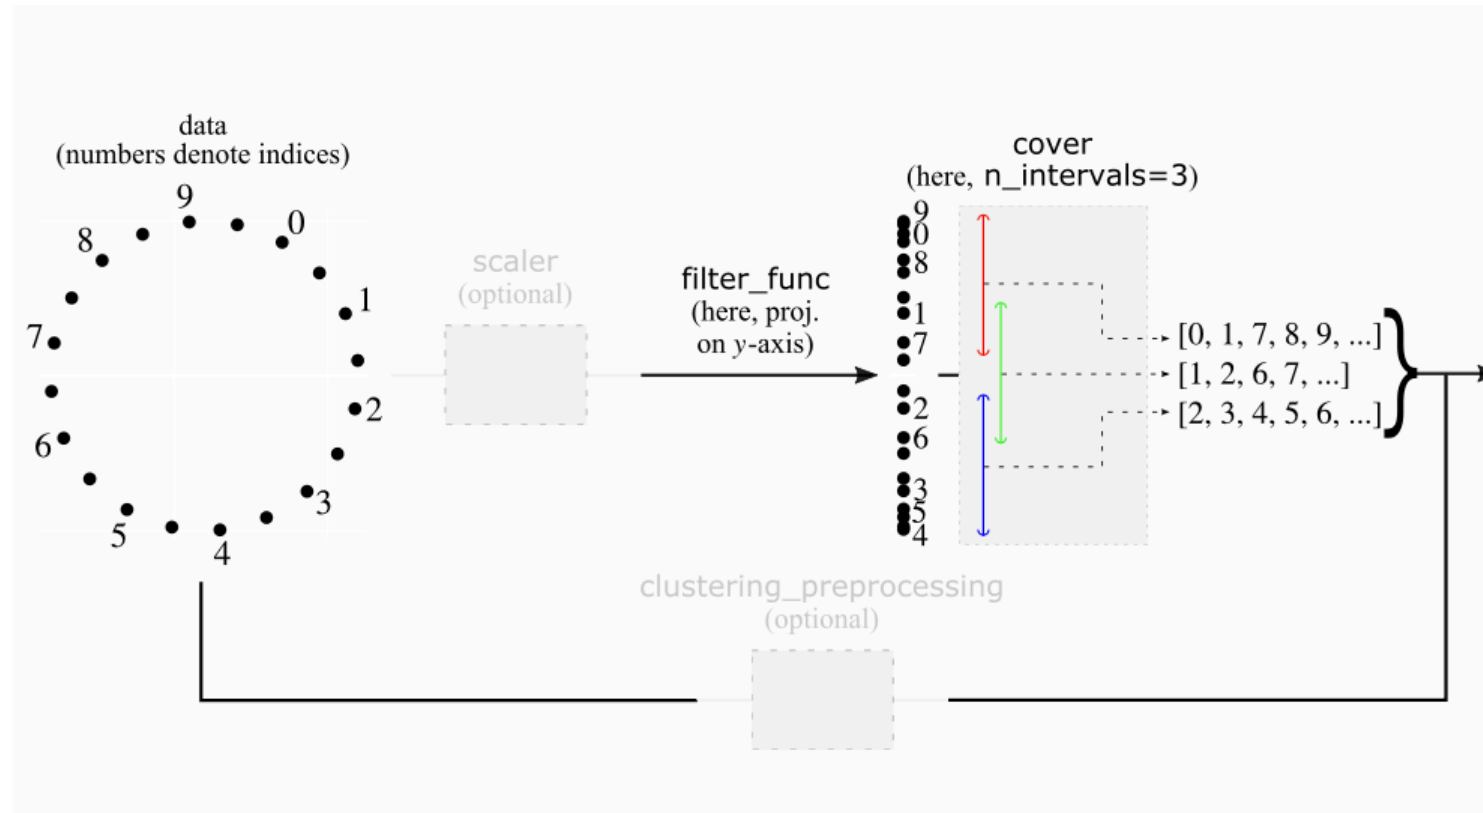 data
(numbers denote indices)
9
0
8
1
7
2
6
3
5
4
scaler
(optional)
filter_func
(here, proj.
on y-axis)
cover
(here, n_intervals=3)
9
0
8
1
7
2
6
3
5
4
[0, 1, 7, 8, 9, ...]
[1, 2, 6, 7, ...]
[2, 3, 4, 5, 6, ...]
clustering_preprocessing
(optional)